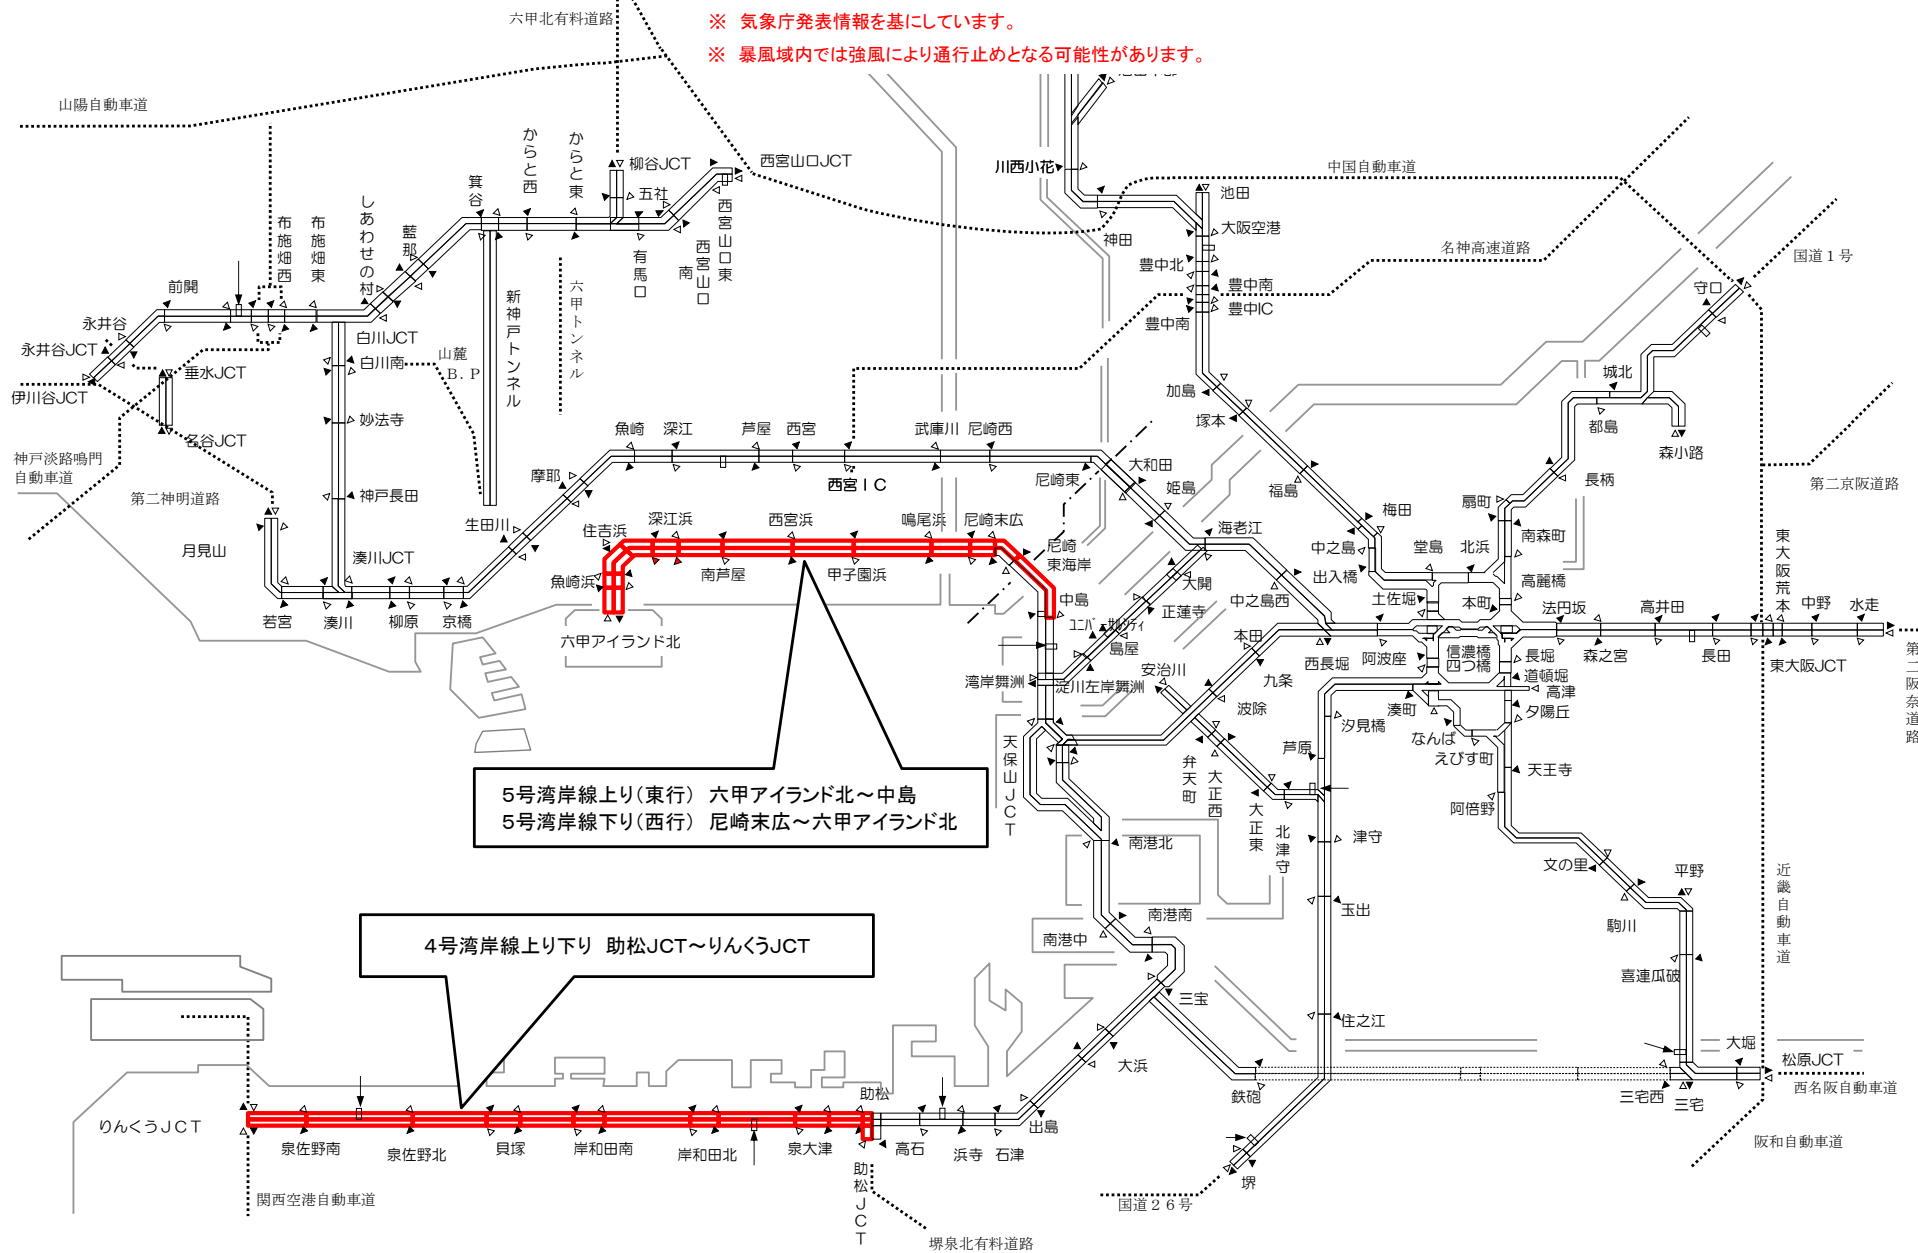 ※ 気象庁発表情報を基にしています。
※ 暴風域内では強風により通行止めとなる可能性があります。
六甲北有料道路
山陽自動車道
中国自動車道
名神高速道路
国道１号
第二京阪道路
第二阪奈道路
近畿自動車道
西名阪自動車道
阪和自動車道
国道２６号
堺泉北有料道路
関西空港自動車道
神戸淡路鳴門
自動車道
第二神明道路
山麓
Ｂ．Ｐ
六甲トンネル
新神戸トンネル
柳谷JCT
五社
西宮山口JCT
西宮山口東
西宮山口南
有馬口
からと東
からと西
箕谷
藍那
しあわせの村
布施畑東
布施畑西
前開
永井谷
永井谷JCT
伊川谷JCT
垂水JCT
名谷JCT
白川JCT
白川南
妙法寺
神戸長田
湊川JCT
月見山
若宮
湊川
柳原
京橋
生田川
摩耶
魚崎
深江
芦屋
西宮
西宮ＩＣ
武庫川
尼崎西
尼崎東
大和田
姫島
海老江
中之島西
西長堀
阿波座
住吉浜
深江浜
魚崎浜
六甲アイランド北
南芦屋
西宮浜
甲子園浜
鳴尾浜
尼崎末広
尼崎
東海岸
中島
ﾕﾆﾊﾞｰｻﾙｼﾃｨ
大開
正蓮寺
島屋
湾岸舞洲
淀川左岸舞洲
安治川
天保山ＪＣＴ
川西小花
神田
池田
大阪空港
豊中北
豊中南
豊中IC
豊中南
加島
塚本
福島
梅田
中之島
出入橋
堂島
北浜
土佐堀
本町
信濃橋
四つ橋
扇町
南森町
高麗橋
長柄
都島
城北
守口
森小路
法円坂
森之宮
高井田
長田
東大阪荒本
中野
水走
東大阪JCT
長堀
道頓堀
高津
夕陽丘
湊町
なんば
えびす町
天王寺
阿倍野
文の里
駒川
平野
喜連瓜破
大堀
松原JCT
三宅西
三宅
本田
九条
波除
弁天町
大正西
大正東
北津守
芦原
汐見橋
津守
玉出
住之江
堺
鉄砲
南港北
南港南
南港中
三宝
大浜
出島
石津
浜寺
高石
助松
助松ＪＣＴ
泉大津
岸和田北
岸和田南
貝塚
泉佐野北
泉佐野南
りんくうＪＣＴ
５号湾岸線上り（東行） 六甲アイランド北～中島
５号湾岸線下り（西行） 尼崎末広～六甲アイランド北
４号湾岸線上り下り 助松JCT～りんくうJCT